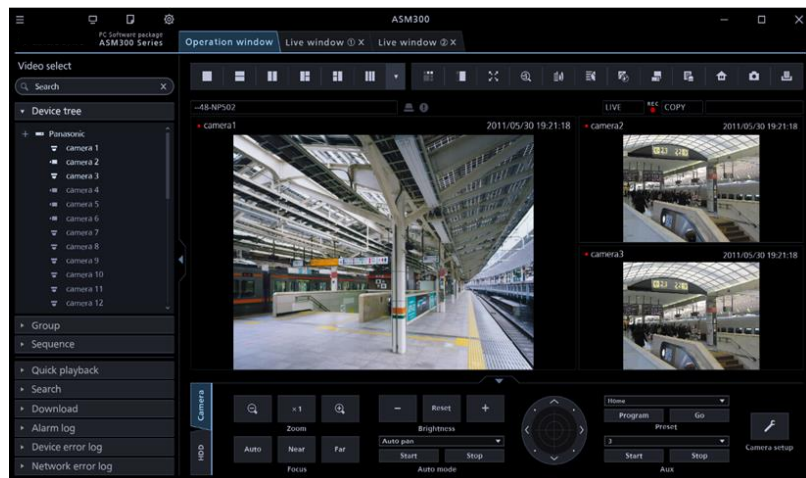 ASM300
PC Software package
ASM300 Series
Operation window
Live window ① X
Live window ② X
Video select
Search X
Device tree
Panasonic
camera 1
camera 2
camera 3
camera 4
camera 5
camera 6
camera 7
camera 8
camera 9
camera 10
camera 11
camera 12
Group
Sequence
Quick playback
Search
Download
Alarm log
Device error log
Network error log
--48-NP502
LIVE
REC
COPY
camera1 2011/05/30 19:21:18
camera2 2011/05/30 19:21:18
camera3 2011/05/30 19:21:18
Camera
HDD
×1
Zoom
Auto Near Far
Focus
− Reset +
Brightness
Auto pan
Start Stop
Auto mode
Home
Program Go
Preset
3
Start Stop
Aux
Camera setup